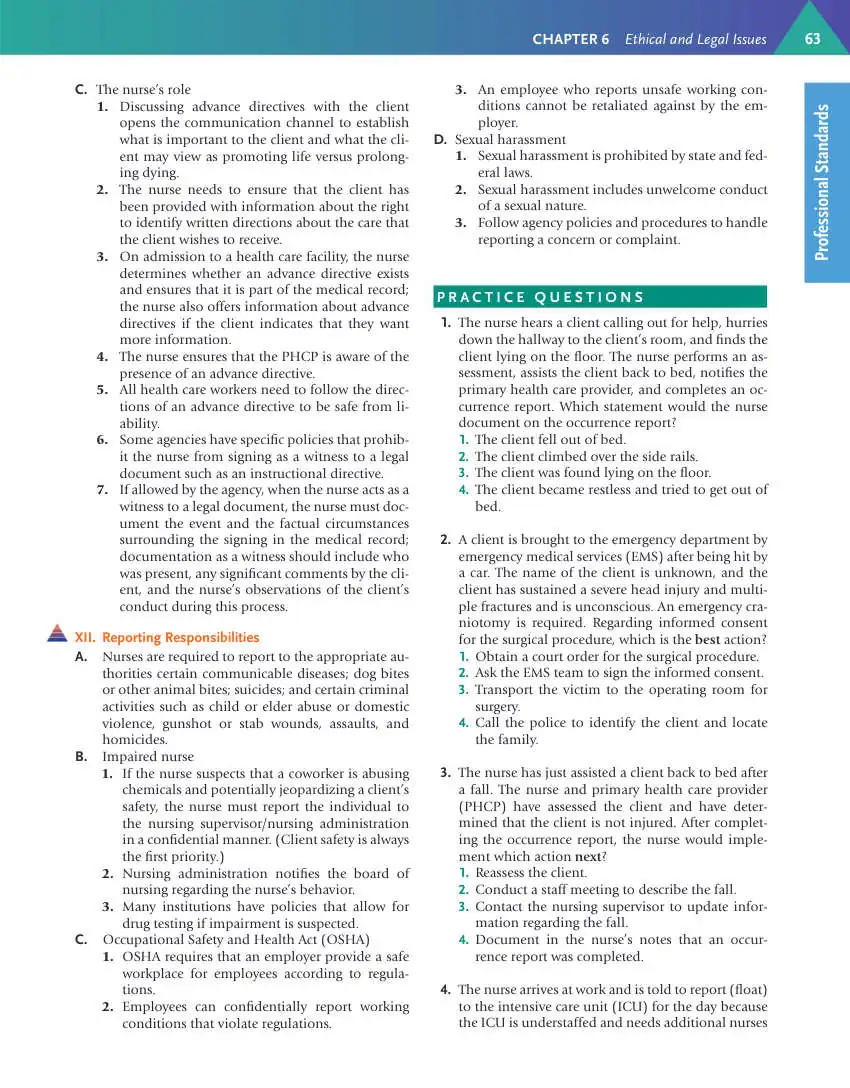 CHAPTER 6 Ethical and Legal Issues 63
C. The nurse's role
1. Discussing advance directives with the client
opens the communication channel to establish
what is important to the client and what the cli-
ent may view as promoting life versus prolong-
ing dying.
2. The nurse needs to ensure that the client has
been provided with information about the right
to identify written directions about the care that
the client wishes to receive.
3. On admission to a health care facility, the nurse
determines whether an advance directive exists
and ensures that it is part of the medical record;
the nurse also offers information about advance
directives if the client indicates that they want
more information.
4. The nurse ensures that the PHCP is aware of the
presence of an advance directive.
5. All health care workers need to follow the direc-
tions of an advance directive to be safe from li-
ability.
6. Some agencies have specific policies that prohib-
it the nurse from signing as a witness to a legal
document such as an instructional directive.
7. If allowed by the agency, when the nurse acts as a
witness to a legal document, the nurse must doc-
ument the event and the factual circumstances
surrounding the signing in the medical record;
documentation as a witness should include who
was present, any significant comments by the cli-
ent, and the nurse's observations of the client's
conduct during this process.
XII. Reporting Responsibilities
A. Nurses are required to report to the appropriate au-
thorities certain communicable diseases; dog bites
or other animal bites; suicides; and certain criminal
activities such as child or elder abuse or domestic
violence, gunshot or stab wounds, assaults, and
homicides.
B. Impaired nurse
1. If the nurse suspects that a coworker is abusing
chemicals and potentially jeopardizing a client's
safety, the nurse must report the individual to
the nursing supervisor/nursing administration
in a confidential manner. (Client safety is always
the first priority.)
2. Nursing administration notifies the board of
nursing regarding the nurse's behavior.
3. Many institutions have policies that allow for
drug testing if impairment is suspected.
C. Occupational Safety and Health Act (OSHA)
1. OSHA requires that an employer provide a safe
workplace for employees according to regula-
tions.
2. Employees can confidentially report working
conditions that violate regulations.
3. An employee who reports unsafe working con-
ditions cannot be retaliated against by the em-
ployer.
D. Sexual harassment
1. Sexual harassment is prohibited by state and fed-
eral laws.
2. Sexual harassment includes unwelcome conduct
of a sexual nature.
3. Follow agency policies and procedures to handle
reporting a concern or complaint.
PRACTICE QUESTIONS
1. The nurse hears a client calling out for help, hurries
down the hallway to the client's room, and finds the
client lying on the floor. The nurse performs an as-
sessment, assists the client back to bed, notifies the
primary health care provider, and completes an oc-
currence report. Which statement would the nurse
document on the occurrence report?
1. The client fell out of bed.
2. The client climbed over the side rails.
3. The client was found lying on the floor.
4. The client became restless and tried to get out of
bed.
2. A client is brought to the emergency department by
emergency medical services (EMS) after being hit by
a car. The name of the client is unknown, and the
client has sustained a severe head injury and multi-
ple fractures and is unconscious. An emergency cra-
niotomy is required. Regarding informed consent
for the surgical procedure, which is the best action?
1. Obtain a court order for the surgical procedure.
2. Ask the EMS team to sign the informed consent.
3. Transport the victim to the operating room for
surgery.
4. Call the police to identify the client and locate
the family.
3. The nurse has just assisted a client back to bed after
a fall. The nurse and primary health care provider
(PHCP) have assessed the client and have deter-
mined that the client is not injured. After complet-
ing the occurrence report, the nurse would imple-
ment which action next?
1. Reassess the client.
2. Conduct a staff meeting to describe the fall.
3. Contact the nursing supervisor to update infor-
mation regarding the fall.
4. Document in the nurse's notes that an occur-
rence report was completed.
4. The nurse arrives at work and is told to report (float)
to the intensive care unit (ICU) for the day because
the ICU is understaffed and needs additional nurses
Professional Standards